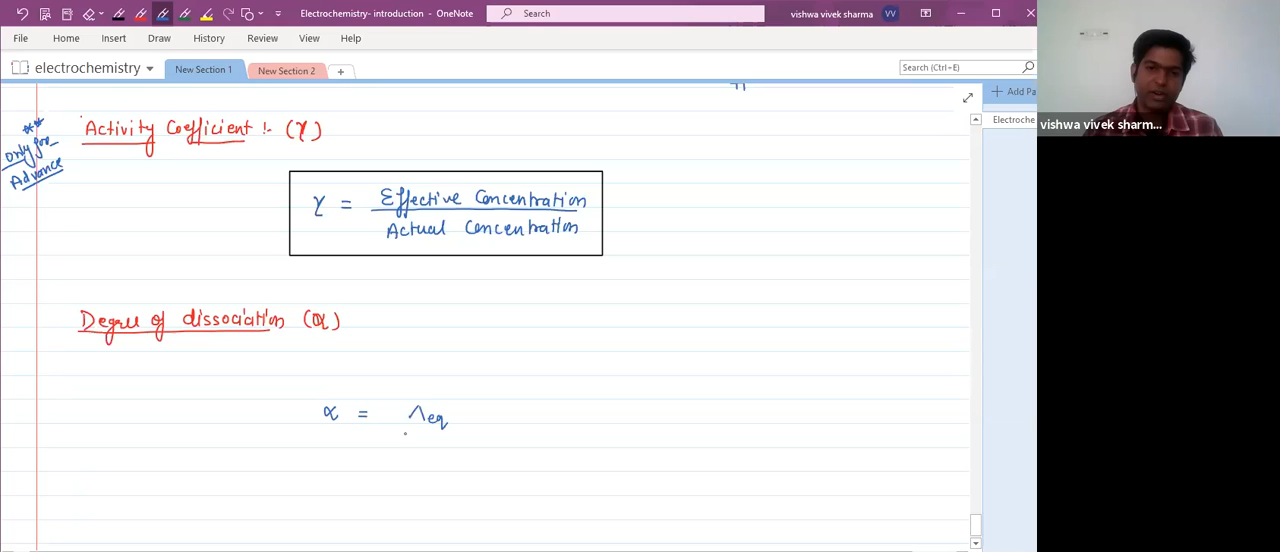 Electrochemistry- introduction - OneNote
Search
vishwa vivek sharma
VV
File Home Insert Draw History Review View Help
electrochemistry
New Section 1
New Section 2
Search (Ctrl+E)
Add Pa
Electroche
vishwa vivek sharm...
**
only for
Advance
Activity Coefficient :- (γ)
γ = Effective Concentration
Actual Concentration
Degree of dissociation (α)
α = Λeq